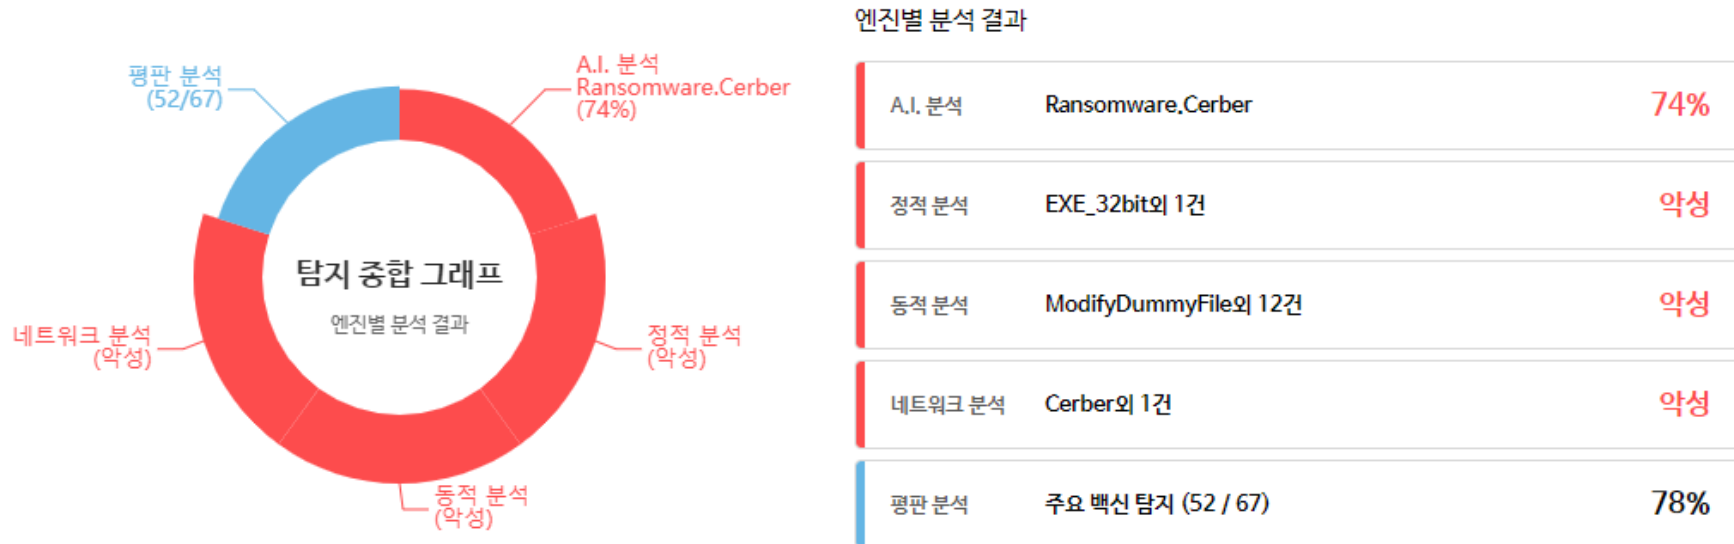 평판 분석
(52/67)
A.I. 분석
Ransomware.Cerber
(74%)
탐지 종합 그래프
엔진별 분석 결과
네트워크 분석
(악성)
정적 분석
(악성)
동적 분석
(악성)
엔진별 분석 결과
A.I. 분석 Ransomware.Cerber 74%
정적 분석 EXE_32bit외 1건 악성
동적 분석 ModifyDummyFile외 12건 악성
네트워크 분석 Cerber외 1건 악성
평판 분석 주요 백신 탐지 (52 / 67) 78%